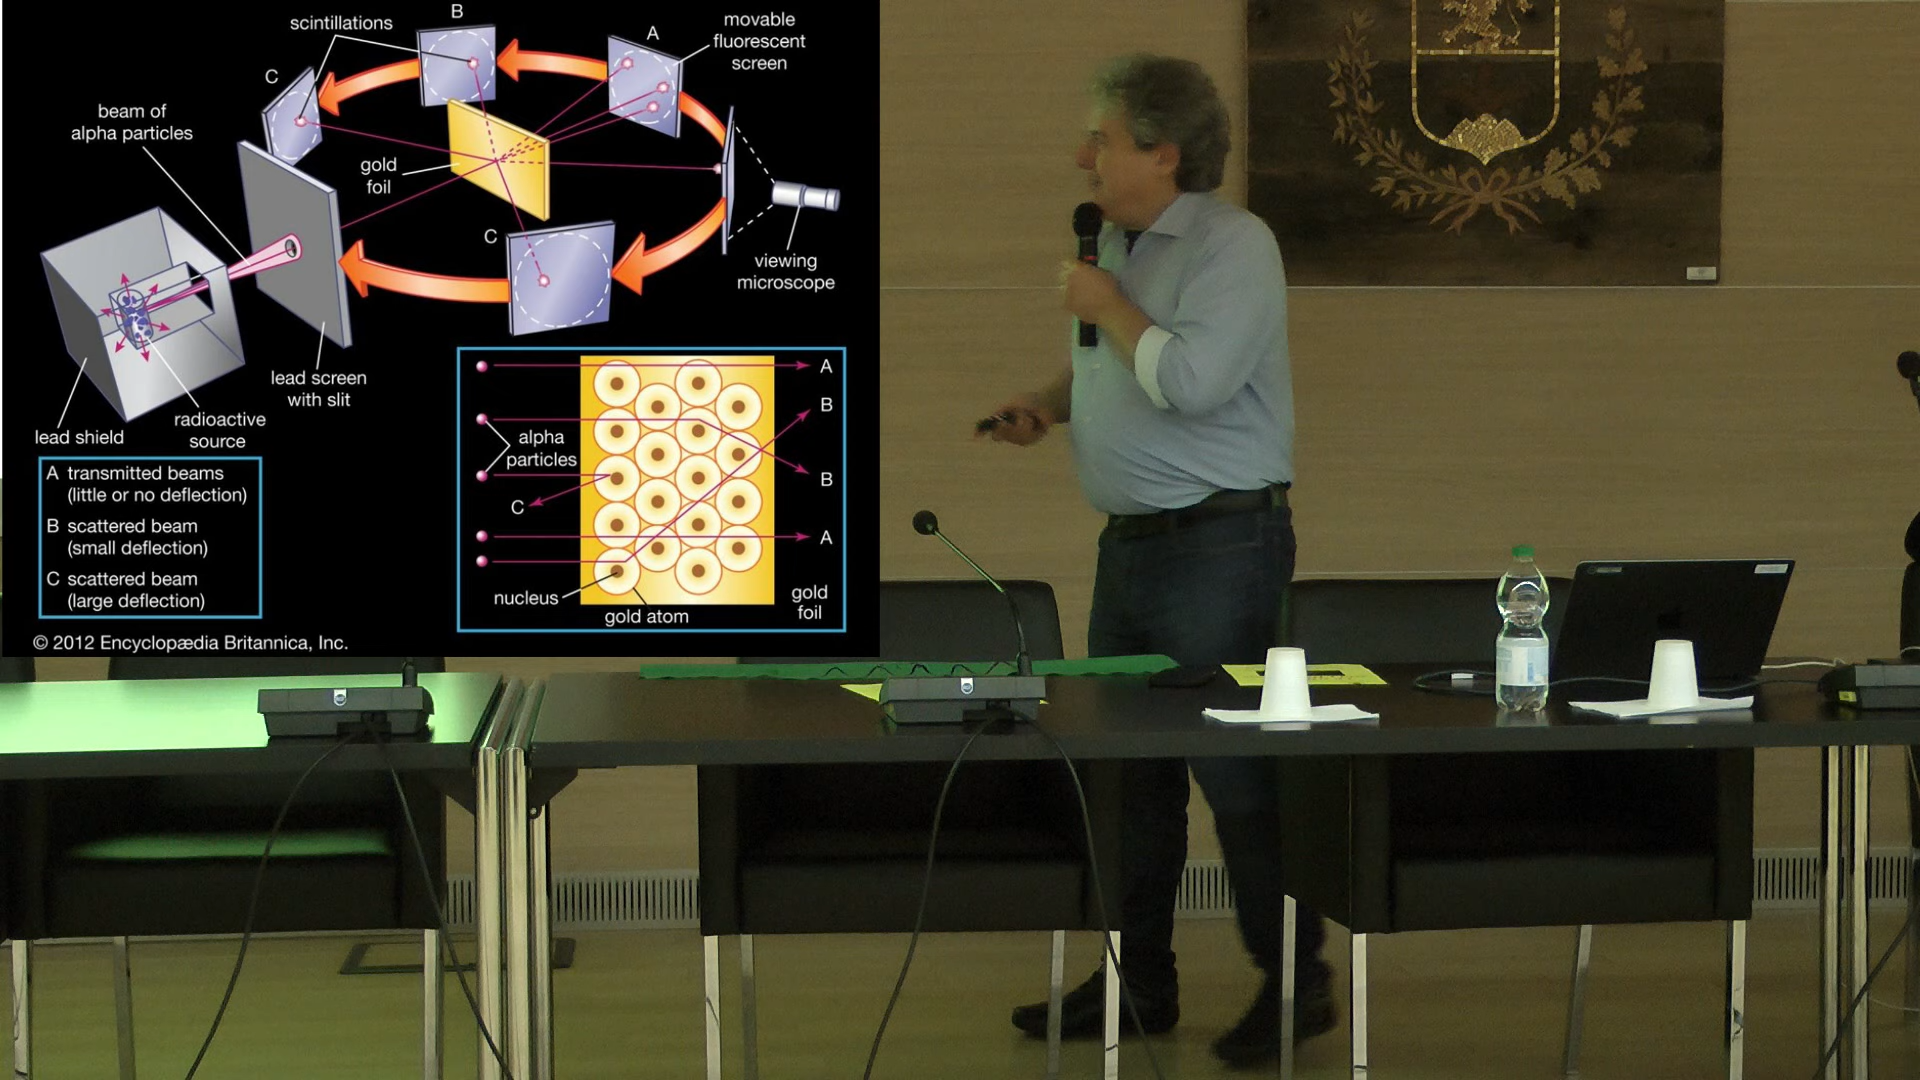 scintillations
B
A
movable
fluorescent
screen
C
beam of
alpha particles
gold
foil
C
viewing
microscope
lead screen
with slit
radioactive
source
lead shield
A transmitted beams
(little or no deflection)
B scattered beam
(small deflection)
C scattered beam
(large deflection)
A
B
alpha
particles
B
C
A
nucleus
gold atom
gold
foil
© 2012 Encyclopædia Britannica, Inc.